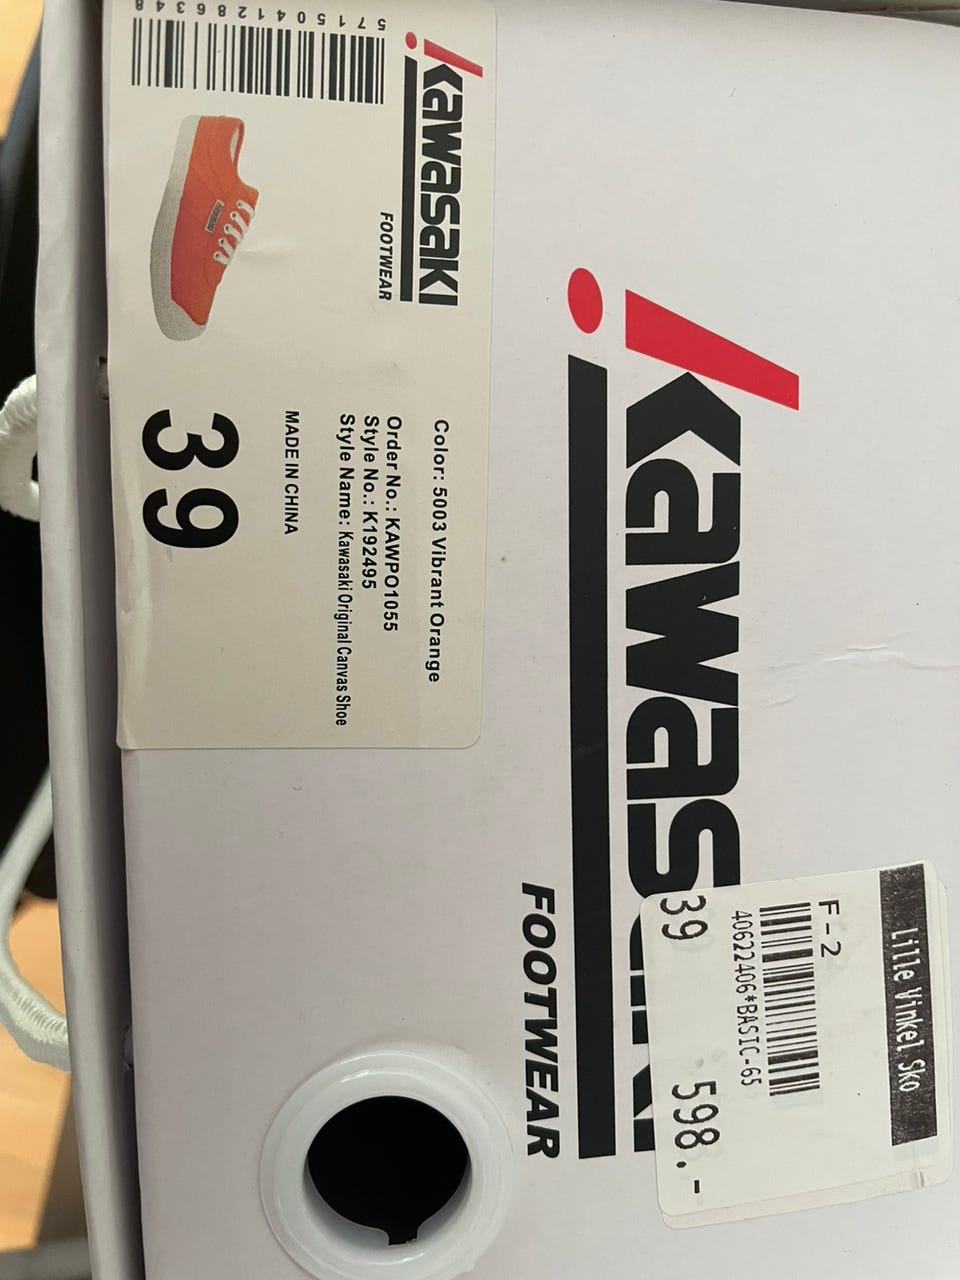 Kawasaki
FOOTWEAR
5715041286348
Kawasaki
FOOTWEAR
Color: 5003 Vibrant Orange
Order No.: KAWPO1055
Style No.: K192495
Style Name: Kawasaki Original Canvas Shoe
MADE IN CHINA
39
Lille Vinkel Sko
F-2
40622406*BASIC-65
39 598.-